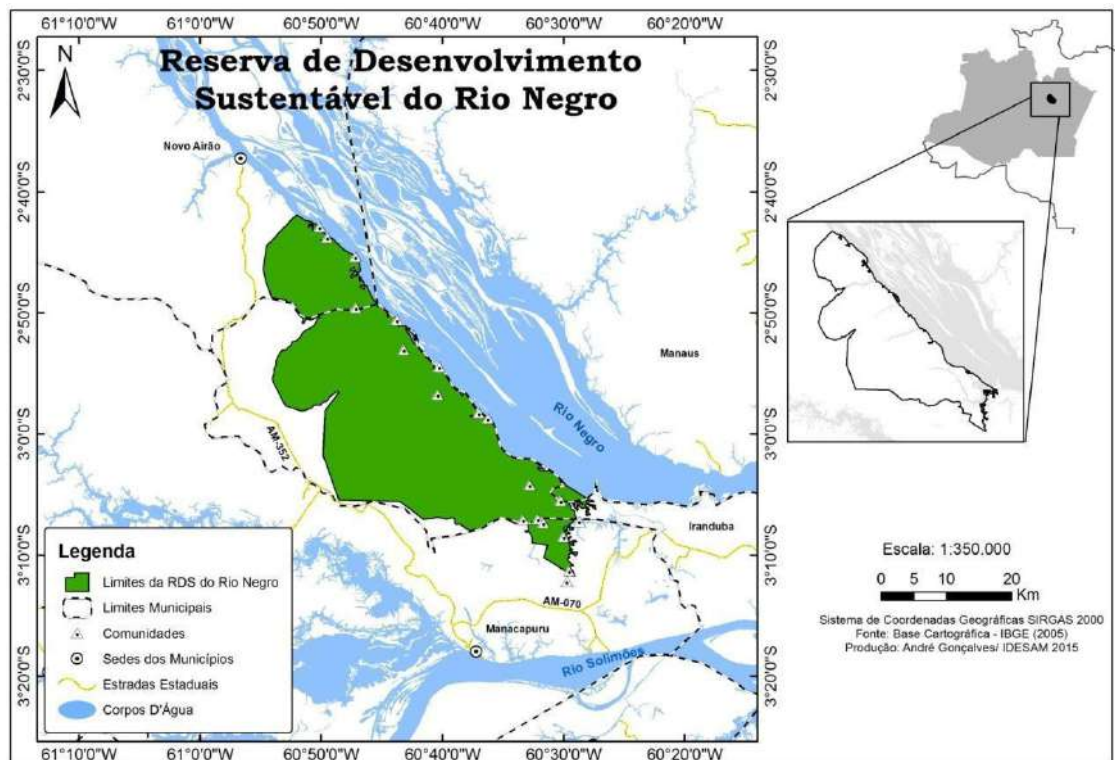 61°10'0"W 61°0'0"W 60°50'0"W 60°40'0"W 60°30'0"W 60°20'0"W
N
Reserva de Desenvolvimento
Sustentável do Rio Negro
2°30'0"S
2°40'0"S
2°50'0"S
3°0'0"S
3°10'0"S
3°20'0"S
2°30'0"S
2°40'0"S
2°50'0"S
3°0'0"S
3°10'0"S
3°20'0"S
Novo Airão
Manaus
Rio Negro
AM-352
Iranduba
AM-070
Manacapuru
Rio Solimões
Legenda
Limites da RDS do Rio Negro
Limites Municipais
Comunidades
Sedes dos Municípios
Estradas Estaduais
Corpos D'Água
61°10'0"W 61°0'0"W 60°50'0"W 60°40'0"W 60°30'0"W 60°20'0"W
Escala: 1:350.000
0 5 10 20
Km
Sistema de Coordenadas Geográficas SIRGAS 2000
Fonte: Base Cartográfica - IBGE (2005)
Produção: André Gonçalves/ IDESAM 2015